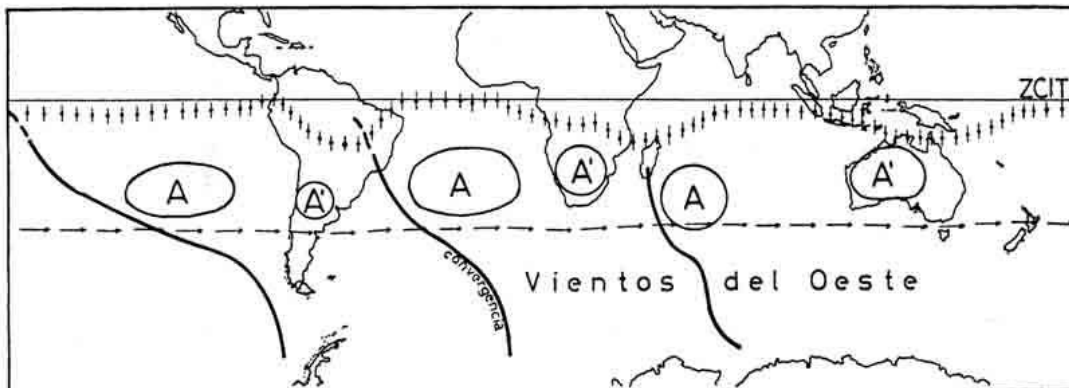 ZCIT
A
A'
A
A'
A
A'
convergencia
Vientos del Oeste